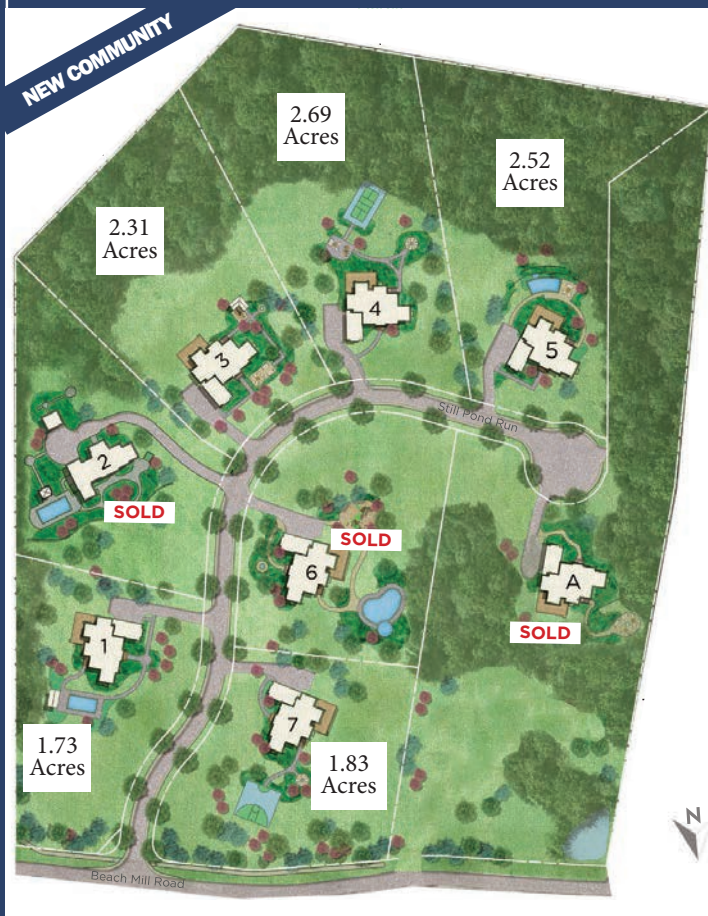 NEW COMMUNITY
2.69
Acres
2.52
Acres
2.31
Acres
4
5
3
Still Pond Run
2
SOLD
SOLD
6
A
SOLD
1
7
1.73
Acres
1.83
Acres
N
Beach Mill Road